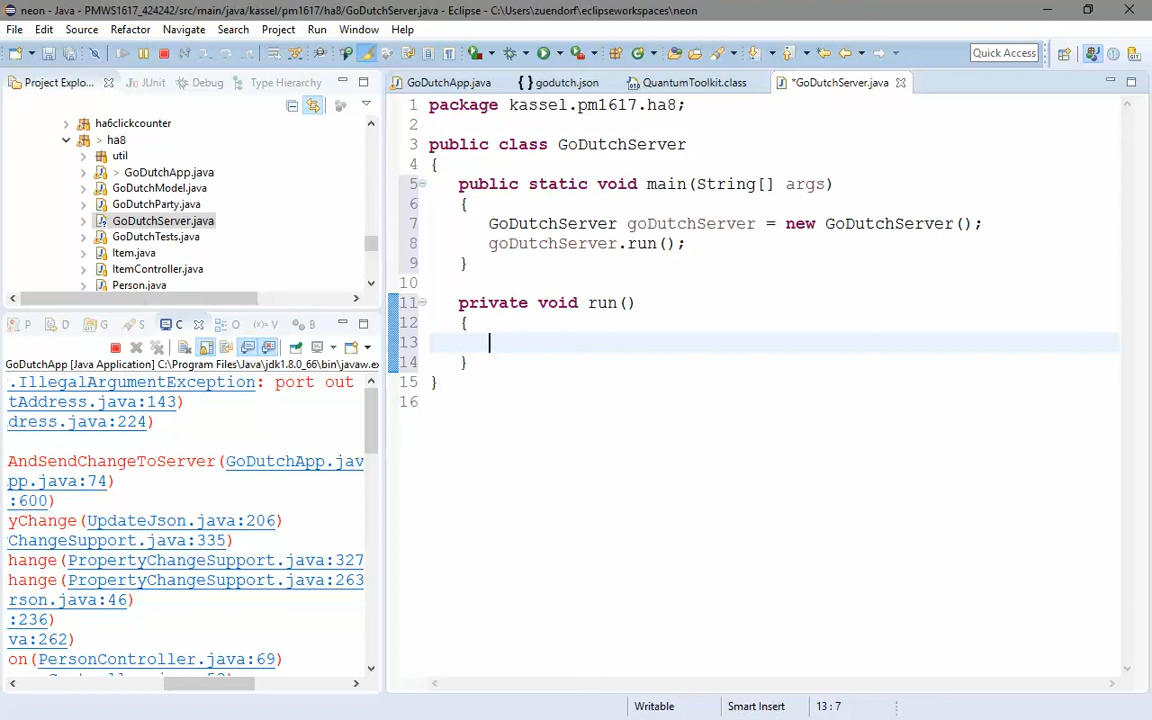 neon - Java - PMWS1617_424242/src/main/java/kassel/pm1617/ha8/GoDutchServer.java - Eclipse - C:\Users\zuendorf\eclipseworkspaces\neon
File Edit Source Refactor Navigate Search Project Run Window Help
Quick Access
Project Explo...
JUnit
Debug
Type Hierarchy
GoDutchApp.java
godutch.json
QuantumToolkit.class
*GoDutchServer.java
ha6clickcounter
> ha8
util
> GoDutchApp.java
GoDutchModel.java
GoDutchParty.java
GoDutchServer.java
GoDutchTests.java
Item.java
ItemController.java
Person.java
P D G S C O V B
GoDutchApp [Java Application] C:\Program Files\Java\jdk1.8.0_66\bin\javaw.e
.IllegalArgumentException: port out
tAddress.java:143)
dress.java:224)
AndSendChangeToServer(GoDutchApp.jav
pp.java:74)
:600)
yChange(UpdateJson.java:206)
ChangeSupport.java:335)
hange(PropertyChangeSupport.java:327
hange(PropertyChangeSupport.java:263
rson.java:46)
:236)
va:262)
on(PersonController.java:69)
1 package kassel.pm1617.ha8;
2
3 public class GoDutchServer
4 {
5 public static void main(String[] args)
6 {
7 GoDutchServer goDutchServer = new GoDutchServer();
8 goDutchServer.run();
9 }
10
11 private void run()
12 {
13
14 }
15 }
16
Writable
Smart Insert
13 : 7